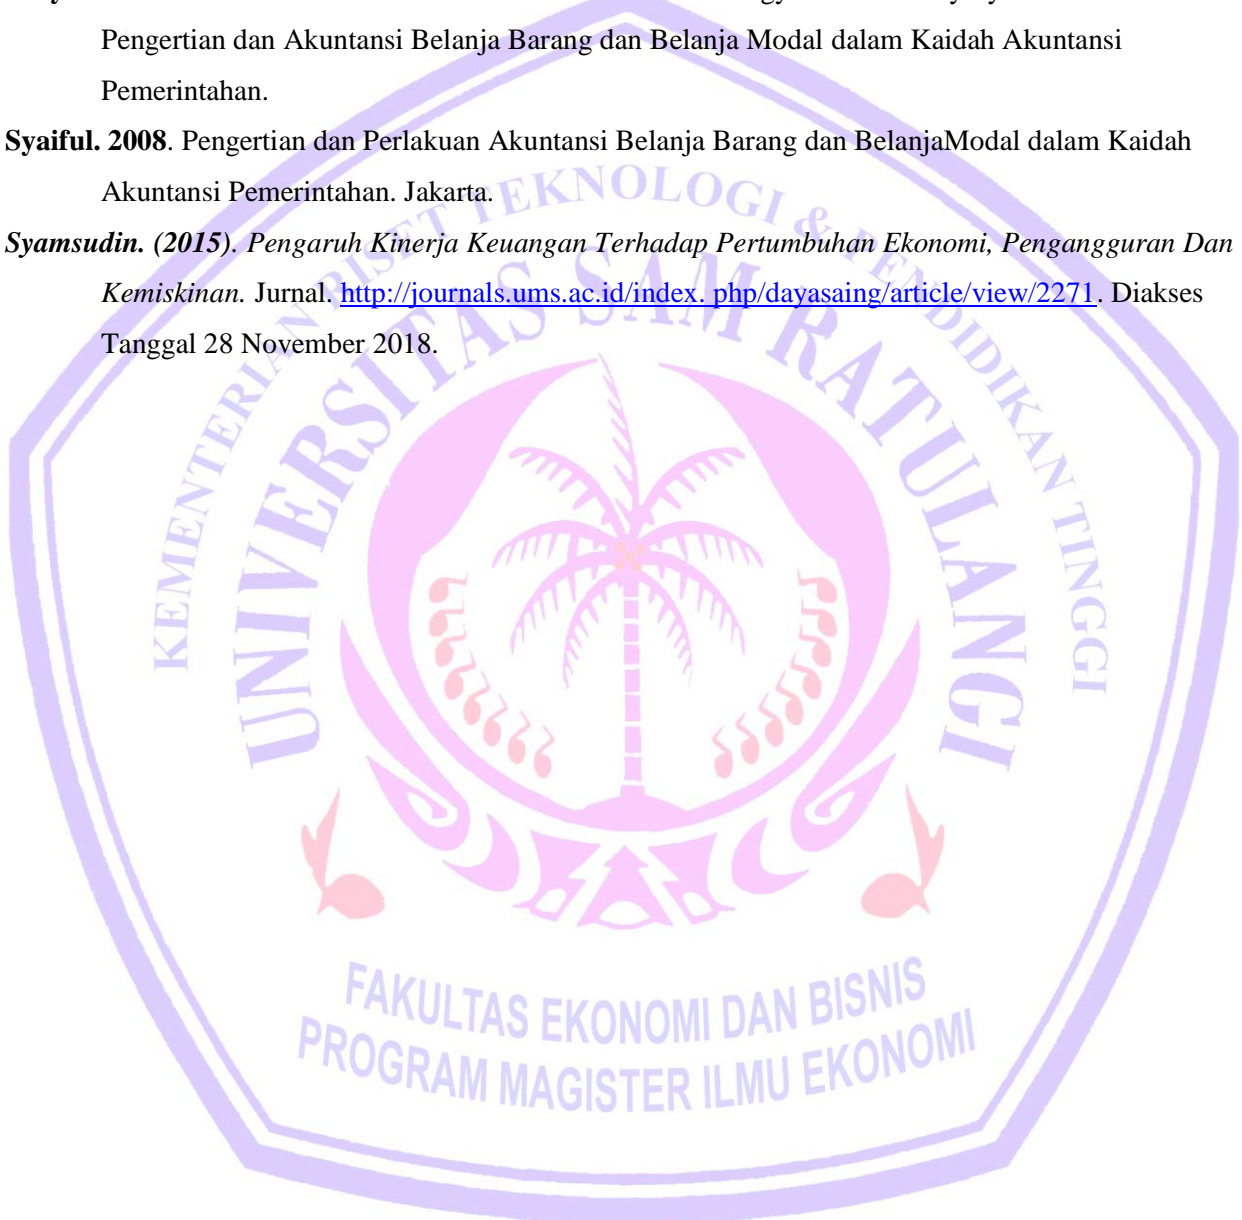 Pengertian dan Akuntansi Belanja Barang dan Belanja Modal dalam Kaidah Akuntansi
Pemerintahan.
Syaiful. 2008. Pengertian dan Perlakuan Akuntansi Belanja Barang dan BelanjaModal dalam Kaidah
Akuntansi Pemerintahan. Jakarta.
Syamsudin. (2015). Pengaruh Kinerja Keuangan Terhadap Pertumbuhan Ekonomi, Pengangguran Dan
Kemiskinan. Jurnal. http://journals.ums.ac.id/index. php/dayasaing/article/view/2271. Diakses
Tanggal 28 November 2018.
KEMENTERIAN RISET TEKNOLOGI & PENDIDIKAN TINGGI
UNIVERSITAS SAM RATULANGI
FAKULTAS EKONOMI DAN BISNIS
PROGRAM MAGISTER ILMU EKONOMI